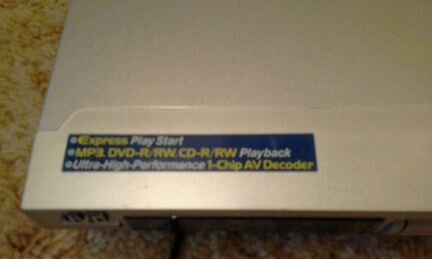 Express Play Start
MP3, DVD-R/RW, CD-R/RW Playback
Ultra-High-Performance 1-Chip AV Decoder